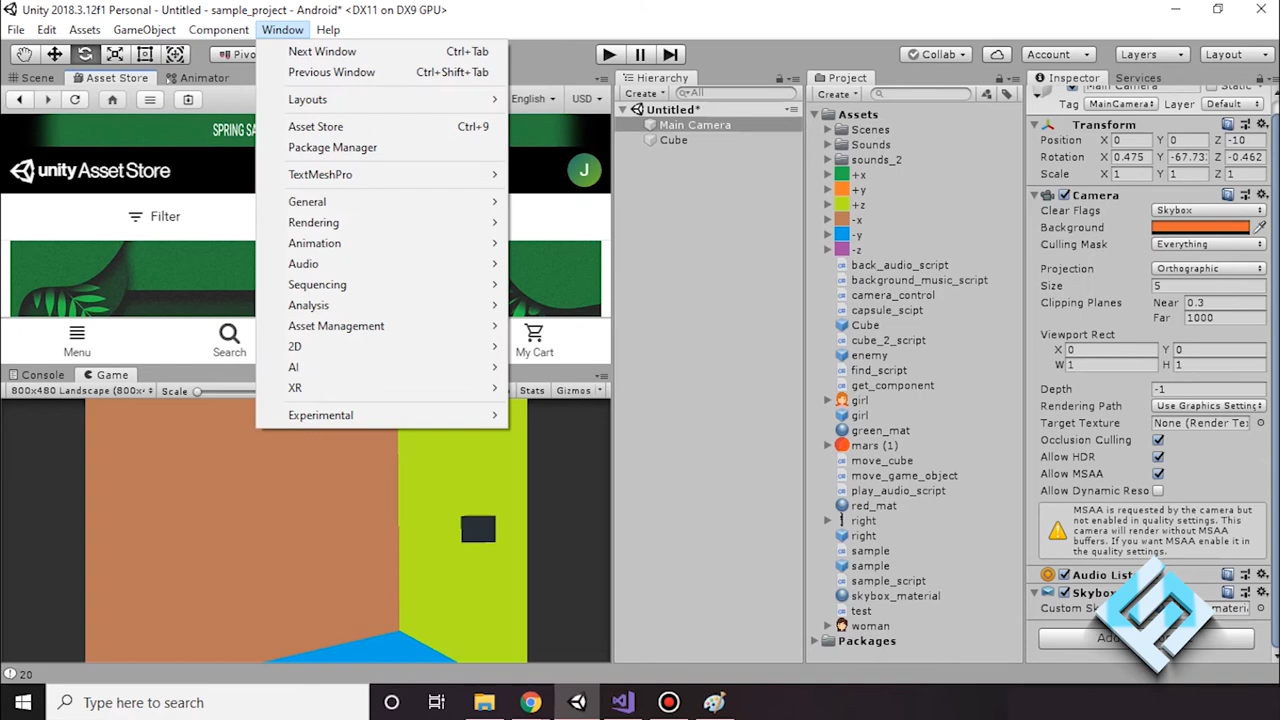 Unity 2018.3.12f1 Personal - Untitled - sample_project - Android* <DX11 on DX9 GPU>
File Edit Assets GameObject Component Window Help
Pivo
Collab
Account
Layers
Layout
Scene
Asset Store
Animator
English
USD
SPRING SA
unity Asset Store
J
Filter
Menu
Search
My Cart
Next Window Ctrl+Tab
Previous Window Ctrl+Shift+Tab
Layouts
Asset Store Ctrl+9
Package Manager
TextMeshPro
General
Rendering
Animation
Audio
Sequencing
Analysis
Asset Management
2D
AI
XR
Experimental
Console
Game
800x480 Landscape (800x
Scale
Stats
Gizmos
Hierarchy
Create
All
Untitled*
Main Camera
Cube
Project
Create
Assets
Scenes
Sounds
sounds_2
+x
+y
+z
-x
-y
-z
back_audio_script
background_music_script
camera_control
capsule_scipt
Cube
cube_2_script
enemy
find_script
get_component
girl
girl
green_mat
mars (1)
move_cube
move_game_object
play_audio_script
red_mat
right
right
sample
sample
sample_script
skybox_material
test
woman
Packages
Inspector
Services
Main Camera
Static
Tag MainCamera Layer Default
Transform
Position X 0 Y 0 Z -10
Rotation X 0.475 Y -67.73 Z -0.462
Scale X 1 Y 1 Z 1
Camera
Clear Flags Skybox
Background
Culling Mask Everything
Projection Orthographic
Size 5
Clipping Planes Near 0.3
Far 1000
Viewport Rect
X 0 Y 0
W 1 H 1
Depth -1
Rendering Path Use Graphics Setting
Target Texture None (Render Te
Occlusion Culling
Allow HDR
Allow MSAA
Allow Dynamic Reso
MSAA is requested by the camera but
not enabled in quality settings. This
camera will render without MSAA
buffers. If you want MSAA enable it in
the quality settings.
Audio List
Skybox
Custom Sk
Ad
20
Type here to search